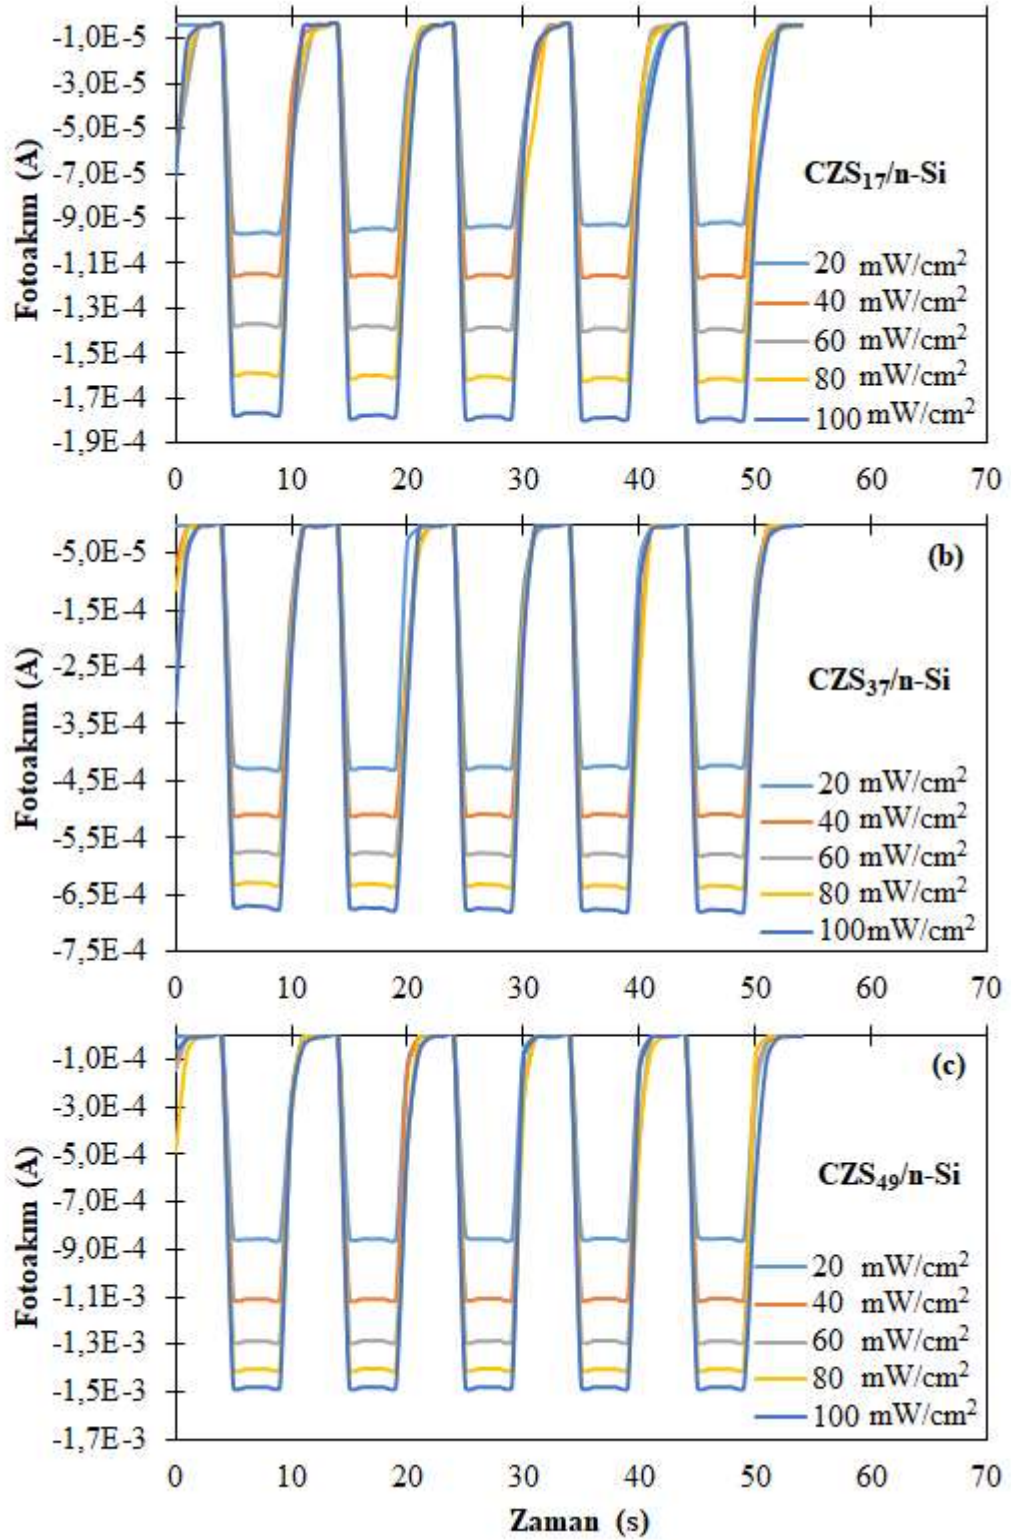 -1,0E-5
-3,0E-5
-5,0E-5
-7,0E-5
-9,0E-5
-1,1E-4
-1,3E-4
-1,5E-4
-1,7E-4
-1,9E-4
Fotoakım (A)
CZS17/n-Si
20 mW/cm²
40 mW/cm²
60 mW/cm²
80 mW/cm²
100 mW/cm²
0 10 20 30 40 50 60 70
-5,0E-5
-1,5E-4
-2,5E-4
-3,5E-4
-4,5E-4
-5,5E-4
-6,5E-4
-7,5E-4
Fotoakım (A)
(b)
CZS37/n-Si
20 mW/cm²
40 mW/cm²
60 mW/cm²
80 mW/cm²
100mW/cm²
0 10 20 30 40 50 60 70
-1,0E-4
-3,0E-4
-5,0E-4
-7,0E-4
-9,0E-4
-1,1E-3
-1,3E-3
-1,5E-3
-1,7E-3
Fotoakım (A)
(c)
CZS49/n-Si
20 mW/cm²
40 mW/cm²
60 mW/cm²
80 mW/cm²
100 mW/cm²
0 10 20 30 40 50 60 70
Zaman (s)